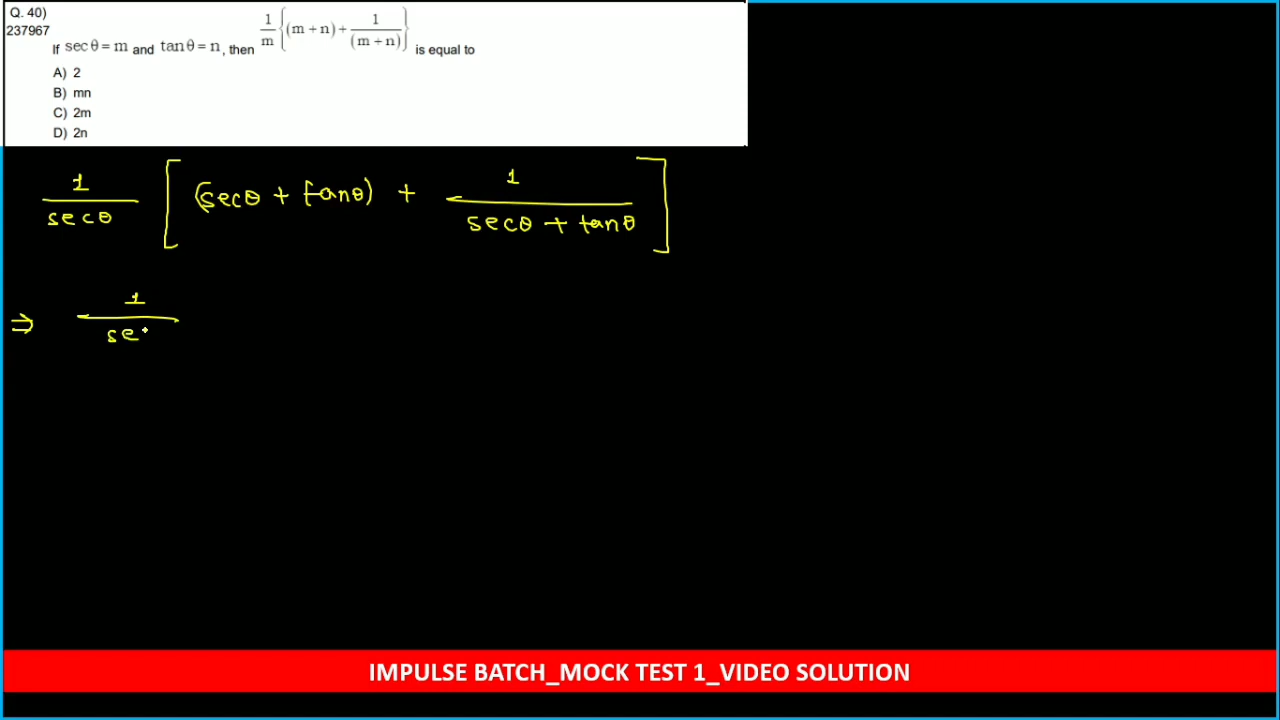 Q. 40)
237967
If sec θ = m and tan θ = n, then 1/m {(m + n) + 1/(m + n)} is equal to
A) 2
B) mn
C) 2m
D) 2n
1/secθ [(secθ + tanθ) + 1/(secθ + tanθ)]
⇒ 1/se
IMPULSE BATCH_MOCK TEST 1_VIDEO SOLUTION